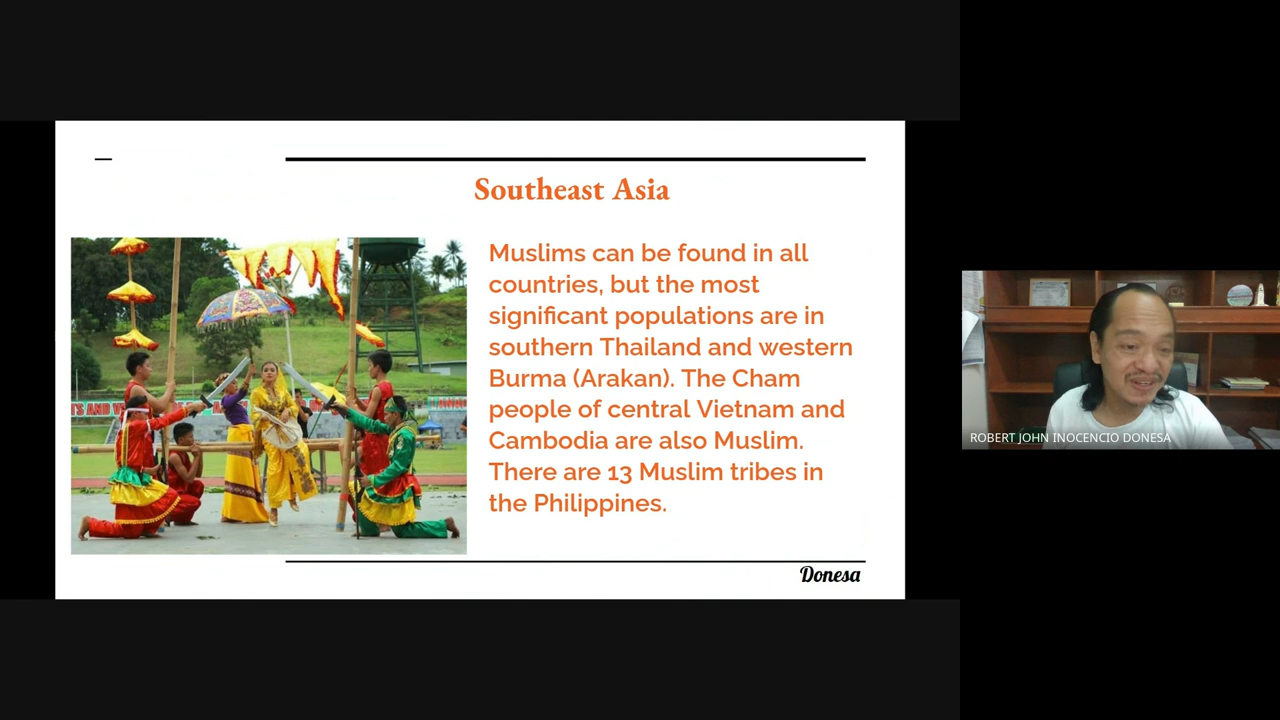 Southeast Asia
Muslims can be found in all
countries, but the most
significant populations are in
southern Thailand and western
Burma (Arakan). The Cham
people of central Vietnam and
Cambodia are also Muslim.
There are 13 Muslim tribes in
the Philippines.
Donesa
ROBERT JOHN INOCENCIO DONESA